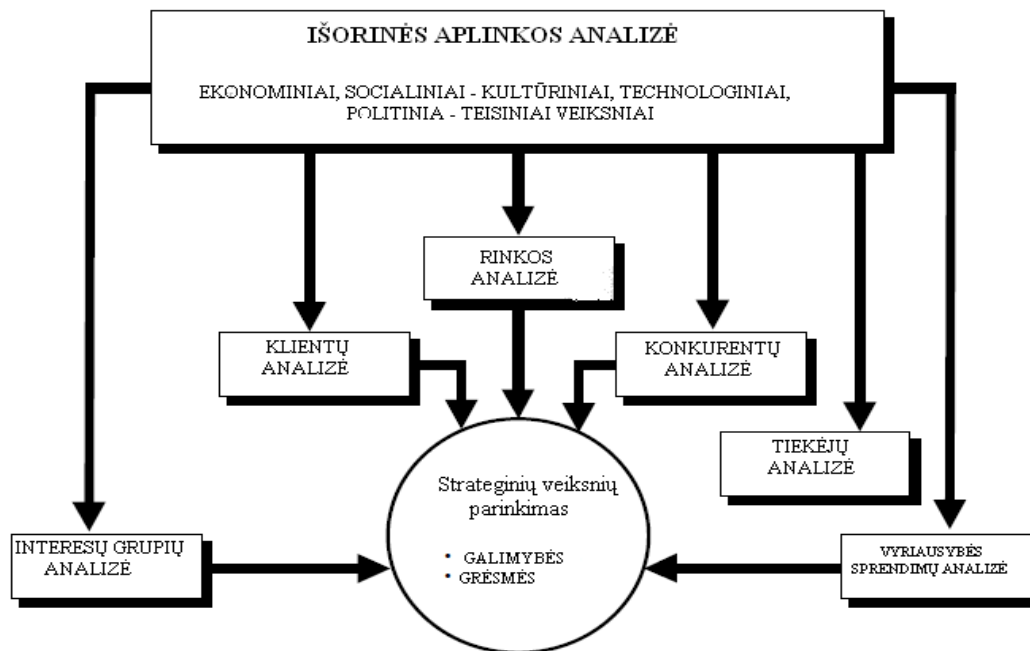 IŠORINĖS APLINKOS ANALIZĖ
EKONOMINIAI, SOCIALINIAI - KULTŪRINIAI, TECHNOLOGINIAI,
POLITINIA - TEISINIAI VEIKSNIAI
RINKOS
ANALIZĖ
KLIENTŲ
ANALIZĖ
KONKURENTŲ
ANALIZĖ
TIEKĖJŲ
ANALIZĖ
Strateginių veiksnių
parinkimas
• GALIMYBĖS
• GRĖSMĖS
INTERESŲ GRUPIŲ
ANALIZĖ
VYRIAUSYBĖS
SPRENDIMŲ ANALIZĖ